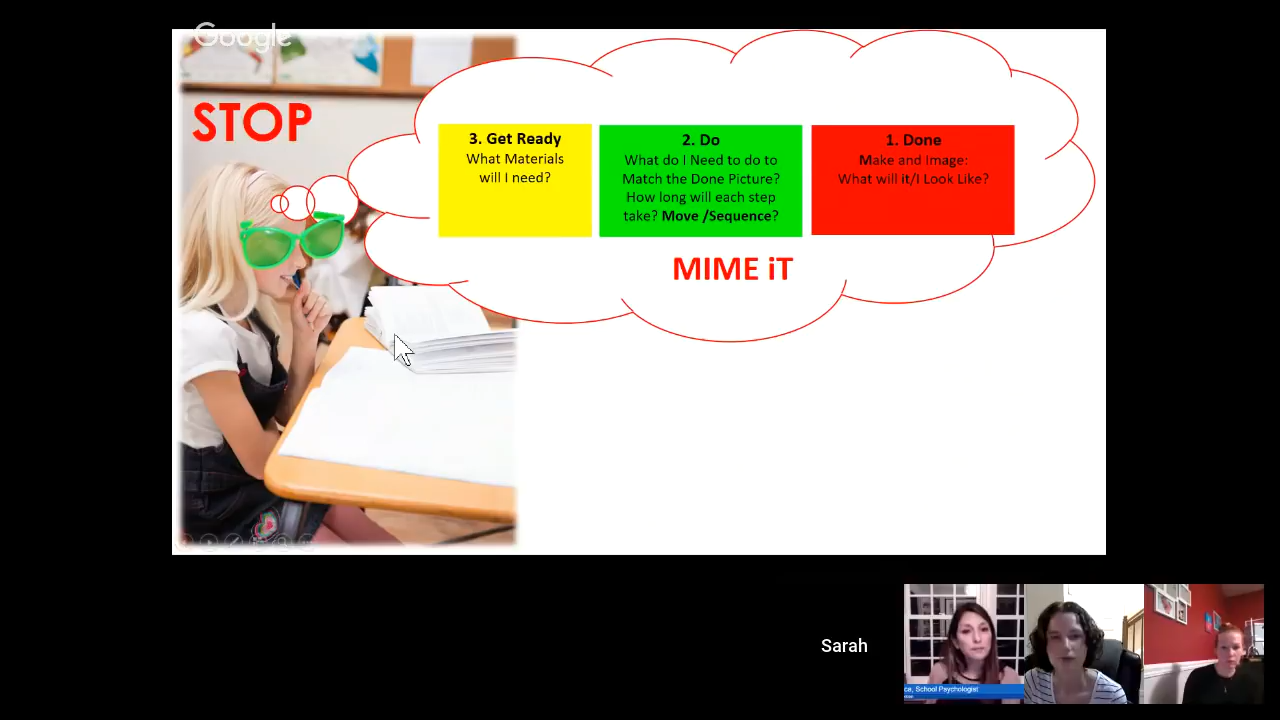 Google
STOP
3. Get Ready
What Materials
will I need?
2. Do
What do I Need to do to
Match the Done Picture?
How long will each step
take? Move /Sequence?
1. Done
Make and Image:
What will it/I Look Like?
MIME iT
Sarah
ca, School Psychologist